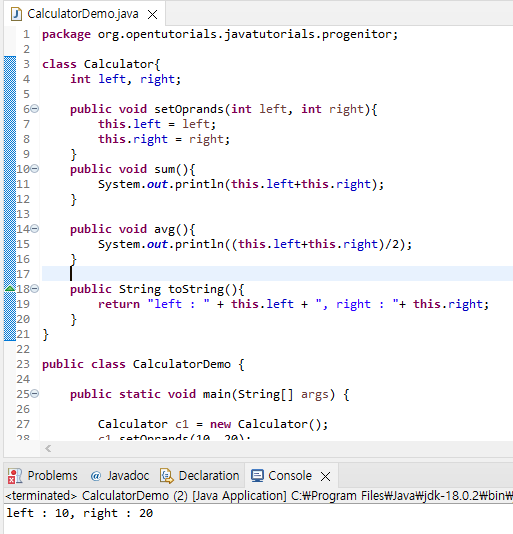 CalculatorDemo.java
1 package org.opentutorials.javatutorials.progenitor;
2
3 class Calculator{
4     int left, right;
5
6     public void setOprands(int left, int right){
7         this.left = left;
8         this.right = right;
9     }
10     public void sum(){
11         System.out.println(this.left+this.right);
12     }
13
14     public void avg(){
15         System.out.println((this.left+this.right)/2);
16     }
17
18     public String toString(){
19         return "left : " + this.left + ", right : "+ this.right;
20     }
21 }
22
23 public class CalculatorDemo {
24
25     public static void main(String[] args) {
26
27         Calculator c1 = new Calculator();
28         c1.setOprands(10, 20);
Problems @ Javadoc Declaration Console
<terminated> CalculatorDemo (2) [Java Application] C:₩Program Files₩Java₩jdk-18.0.2₩bin₩
left : 10, right : 20